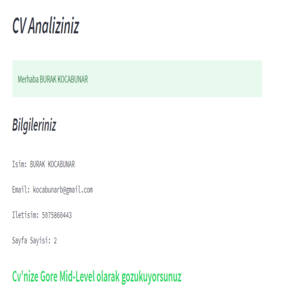 CV Analiziniz
Merhaba BURAK KOCABUNAR
Bilgileriniz
Isim: BURAK KOCABUNAR
Email: kocabunarb@gmail.com
Iletisim: 5075860443
Sayfa Sayisi: 2
Cv'nize Gore Mid-Level olarak gozukuyorsunuz